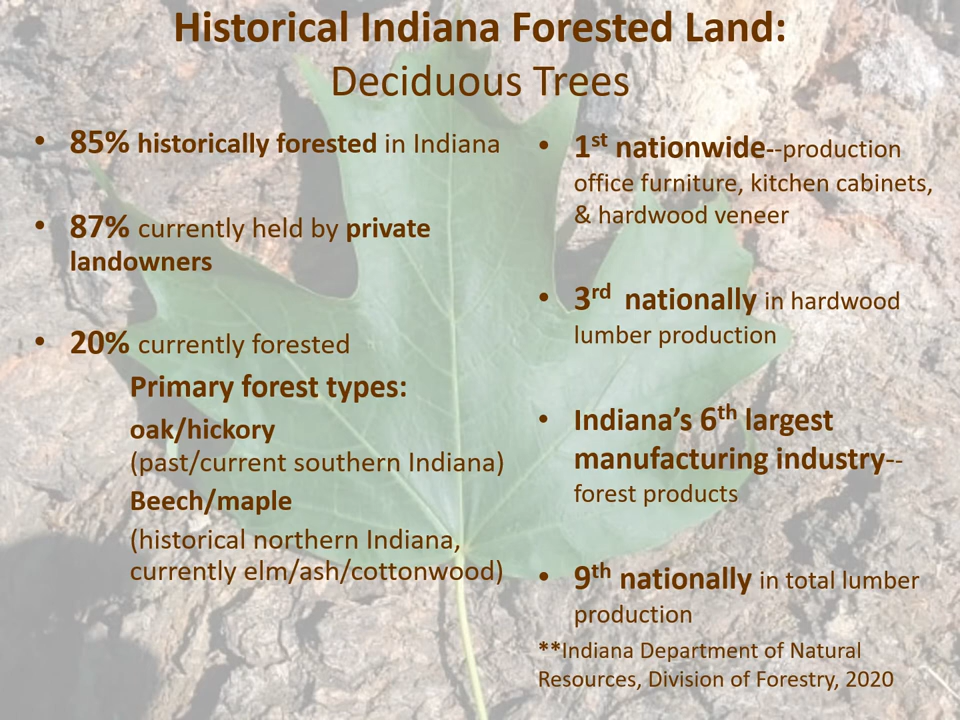 Historical Indiana Forested Land:
Deciduous Trees
• 85% historically forested in Indiana
• 87% currently held by private
landowners
• 20% currently forested
Primary forest types:
oak/hickory
(past/current southern Indiana)
Beech/maple
(historical northern Indiana,
currently elm/ash/cottonwood)
• 1st nationwide--production
office furniture, kitchen cabinets,
& hardwood veneer
• 3rd nationally in hardwood
lumber production
• Indiana’s 6th largest
manufacturing industry--
forest products
• 9th nationally in total lumber
production
**Indiana Department of Natural
Resources, Division of Forestry, 2020